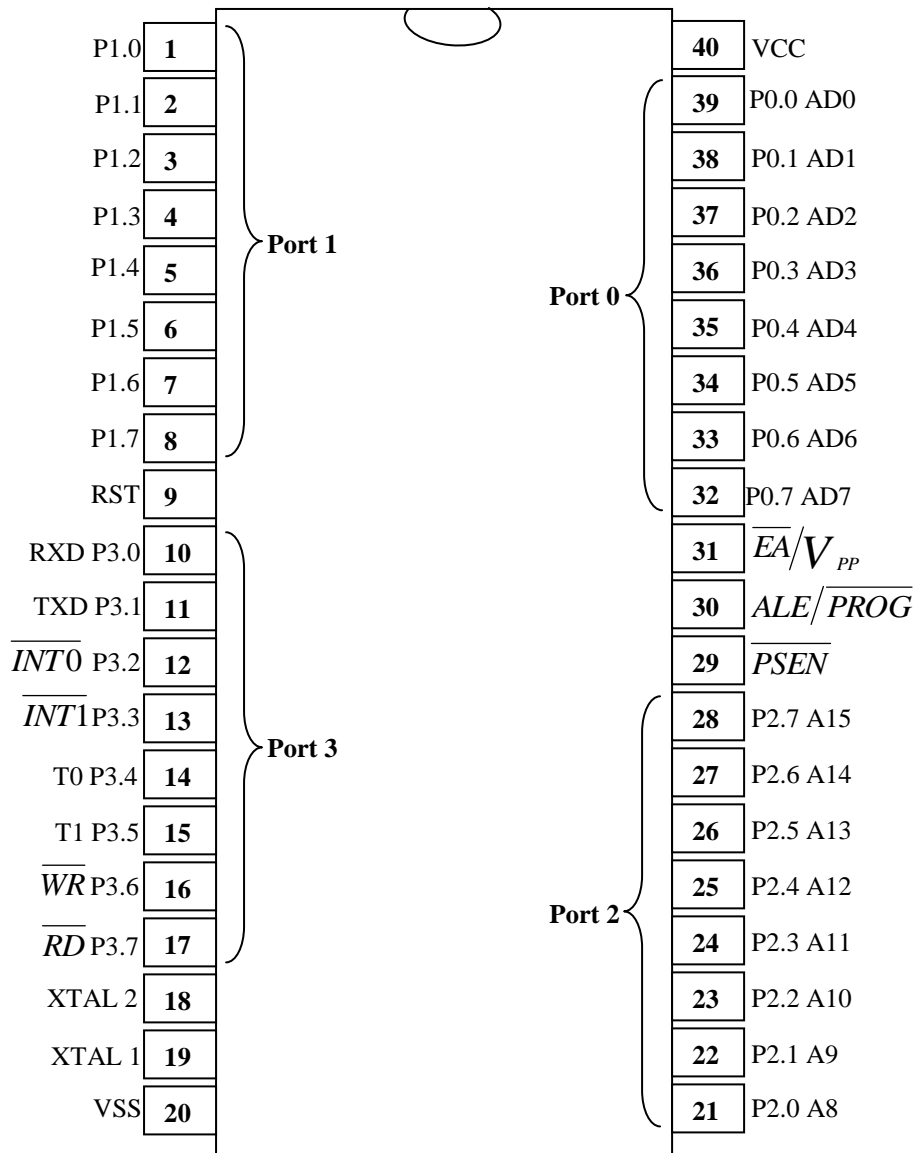 P1.0 1
P1.1 2
P1.2 3
P1.3 4
P1.4 5
P1.5 6
P1.6 7
P1.7 8
Port 1
RST 9
RXD P3.0 10
TXD P3.1 11
I̅N̅T̅0̅ P3.2 12
I̅N̅T̅1̅ P3.3 13
T0 P3.4 14
T1 P3.5 15
W̅R̅ P3.6 16
R̅D̅ P3.7 17
Port 3
XTAL 2 18
XTAL 1 19
VSS 20
40 VCC
39 P0.0 AD0
38 P0.1 AD1
37 P0.2 AD2
36 P0.3 AD3
35 P0.4 AD4
34 P0.5 AD5
33 P0.6 AD6
32 P0.7 AD7
Port 0
31 E̅A̅/VPP
30 ALE/P̅R̅O̅G̅
29 P̅S̅E̅N̅
28 P2.7 A15
27 P2.6 A14
26 P2.5 A13
25 P2.4 A12
24 P2.3 A11
23 P2.2 A10
22 P2.1 A9
21 P2.0 A8
Port 2